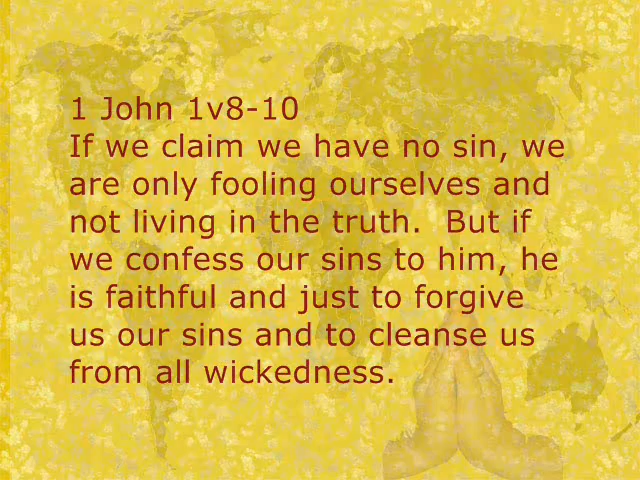 1 John 1v8-10
If we claim we have no sin, we
are only fooling ourselves and
not living in the truth.  But if
we confess our sins to him, he
is faithful and just to forgive
us our sins and to cleanse us
from all wickedness.